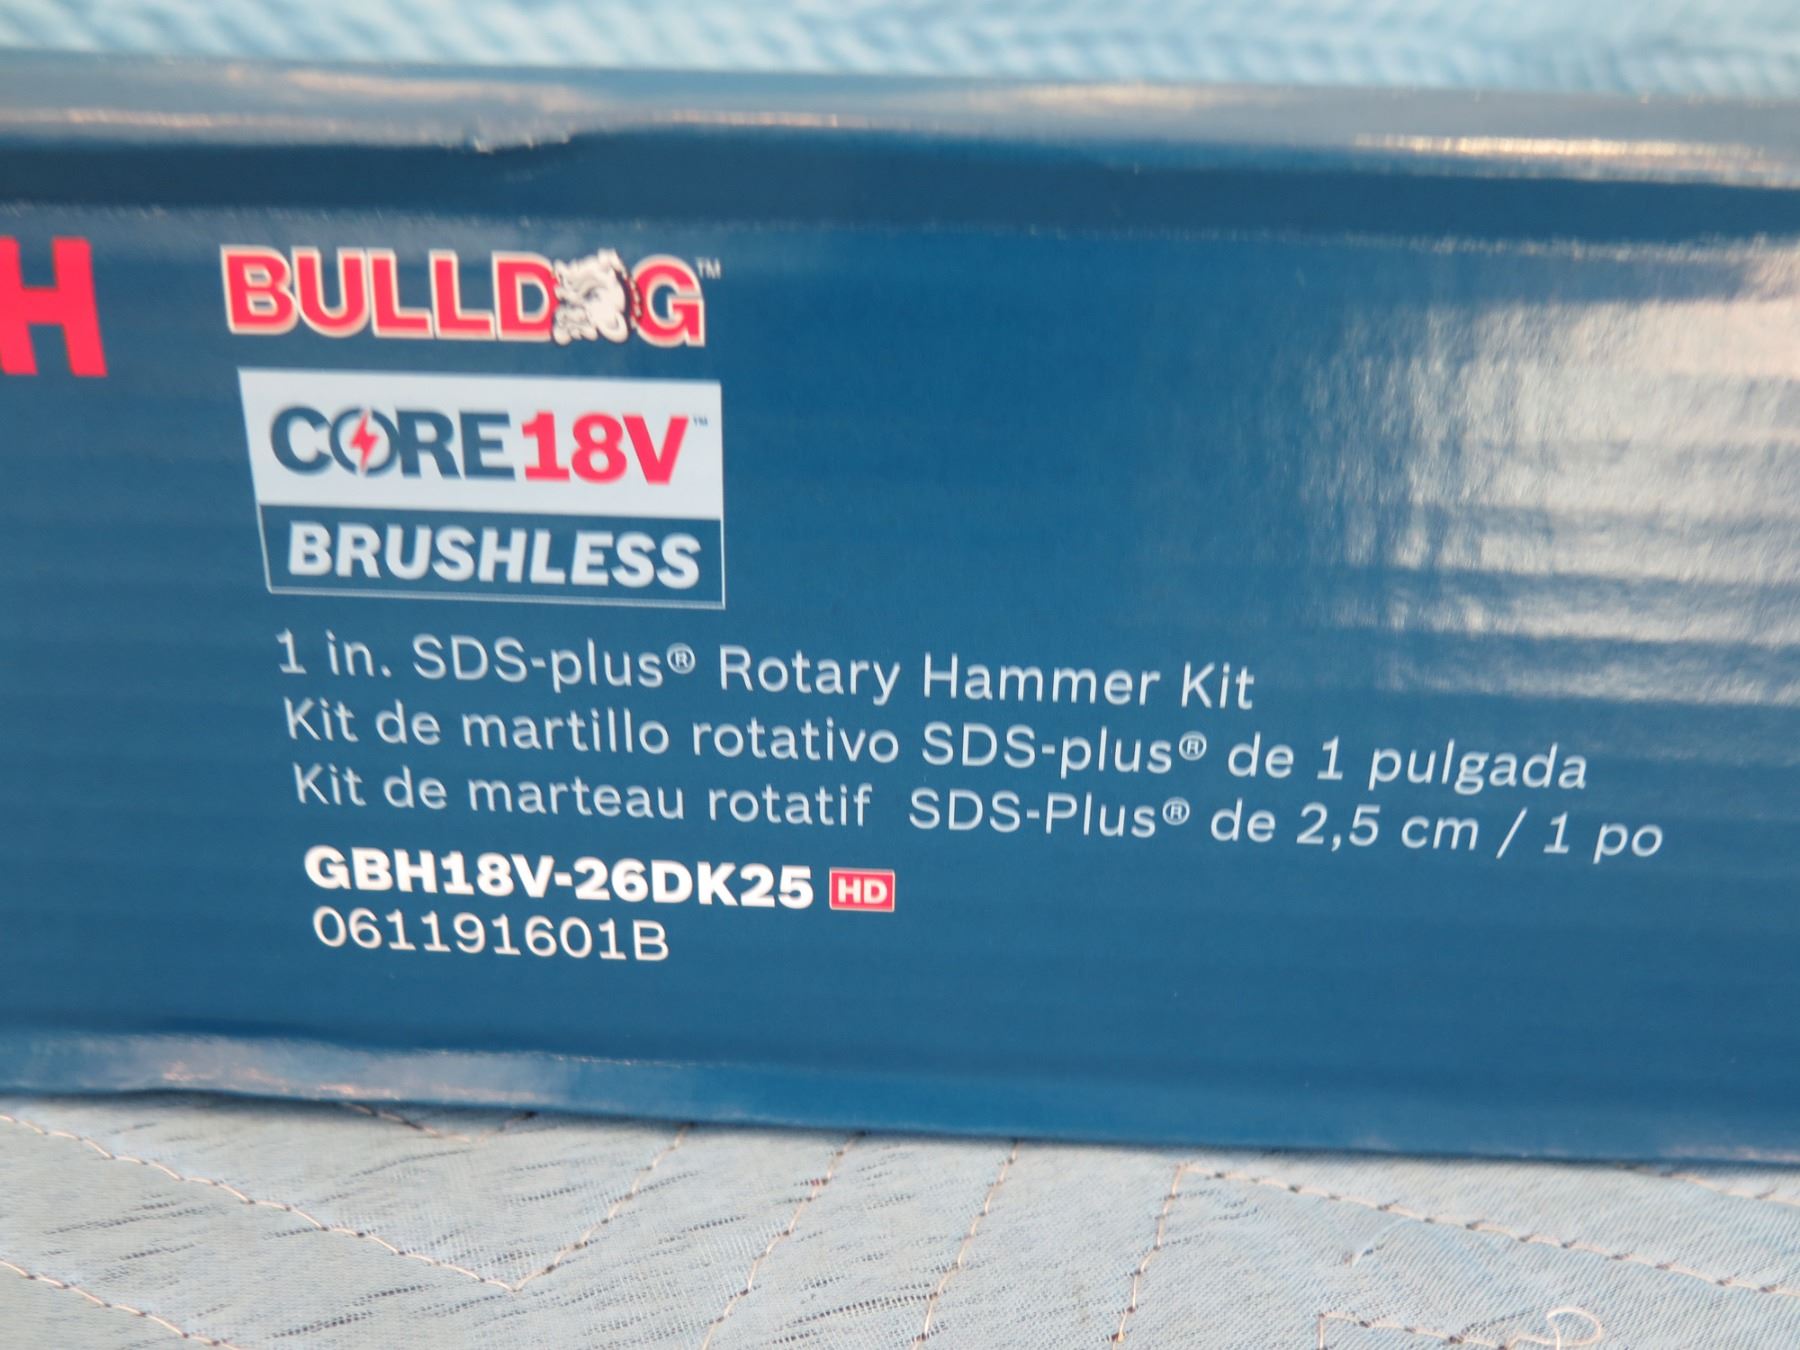 H
BULLDOG™
CORE18V™
BRUSHLESS
1 in. SDS-plus® Rotary Hammer Kit
Kit de martillo rotativo SDS-plus® de 1 pulgada
Kit de marteau rotatif SDS-Plus® de 2,5 cm / 1 po
GBH18V-26DK25 HD
061191601B